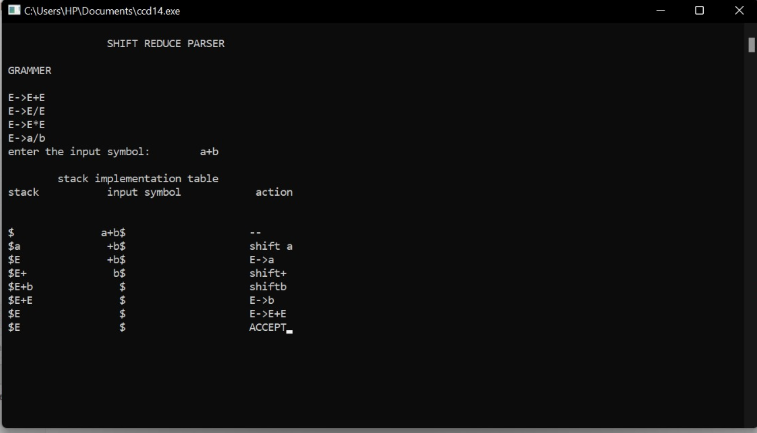 C:\Users\HP\Documents\ccd14.exe
SHIFT REDUCE PARSER
GRAMMER
E->E+E
E->E/E
E->E*E
E->a/b
enter the input symbol: a+b
stack implementation table
stack input symbol action
$ a+b$ --
$a +b$ shift a
$E +b$ E->a
$E+ b$ shift+
$E+b $ shiftb
$E+E $ E->b
$E $ E->E+E
$E $ ACCEPT